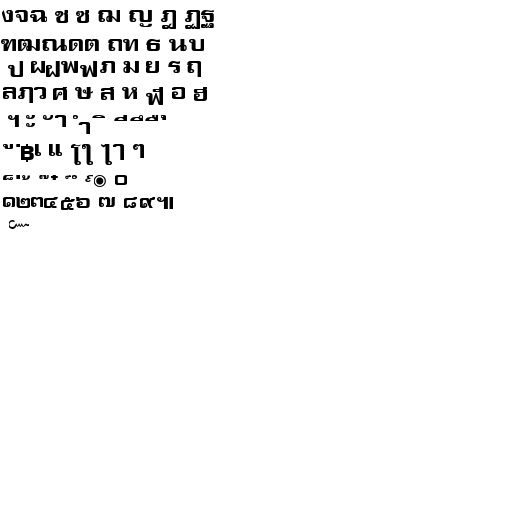 งจฉ ช ซ ฌ ญ ฎ ฏฐ
ฑฒณดต ถท ธ นบ
ป ผฝพฟภ ม ย ร ฤ
ลฦว ศ ษ ส ห ฬ อ ฮ
ฯ ะ ัา ำ ิ ี ึ ื ุ
ู ฺ ฿เ แ โใ ไๅ ๆ
็ ่ ้ ๊ ๋ ์ ํ ๎๏ ๐
๑๒๓๔๕๖ ๗ ๘๙๚
๛